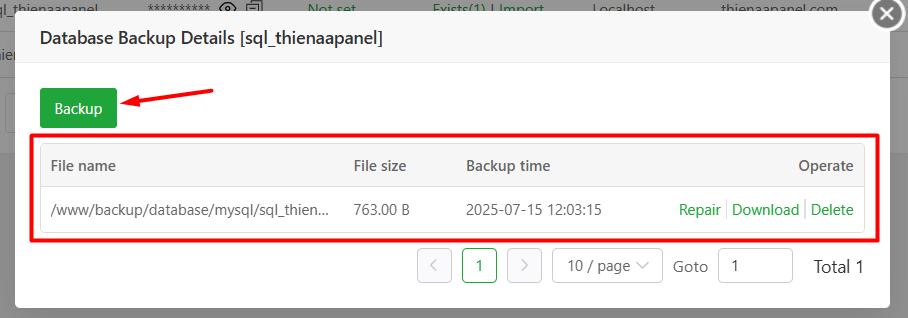 ql_thienaapanel ********** Not set Exists(1) | Import Localhost thienaapanel.com
Database Backup Details [sql_thienaapanel]
Backup
File name File size Backup time Operate
/www/backup/database/mysql/sql_thien... 763.00 B 2025-07-15 12:03:15 Repair Download Delete
1 10 / page Goto 1 Total 1